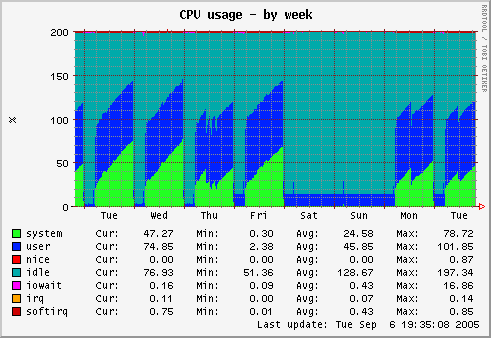 CPU usage - by week
RRDTOOL / TOBI OETIKER
200
150
100
50
0
%
Tue Wed Thu Fri Sat Sun Mon Tue
system Cur: 47.27 Min: 0.30 Avg: 24.58 Max: 78.72
user Cur: 74.85 Min: 2.38 Avg: 45.85 Max: 101.85
nice Cur: 0.00 Min: 0.00 Avg: 0.00 Max: 0.87
idle Cur: 76.93 Min: 51.36 Avg: 128.67 Max: 197.34
iowait Cur: 0.16 Min: 0.09 Avg: 0.43 Max: 16.86
irq Cur: 0.11 Min: 0.00 Avg: 0.07 Max: 0.14
softirq Cur: 0.75 Min: 0.01 Avg: 0.43 Max: 0.85
Last update: Tue Sep 6 19:35:08 2005